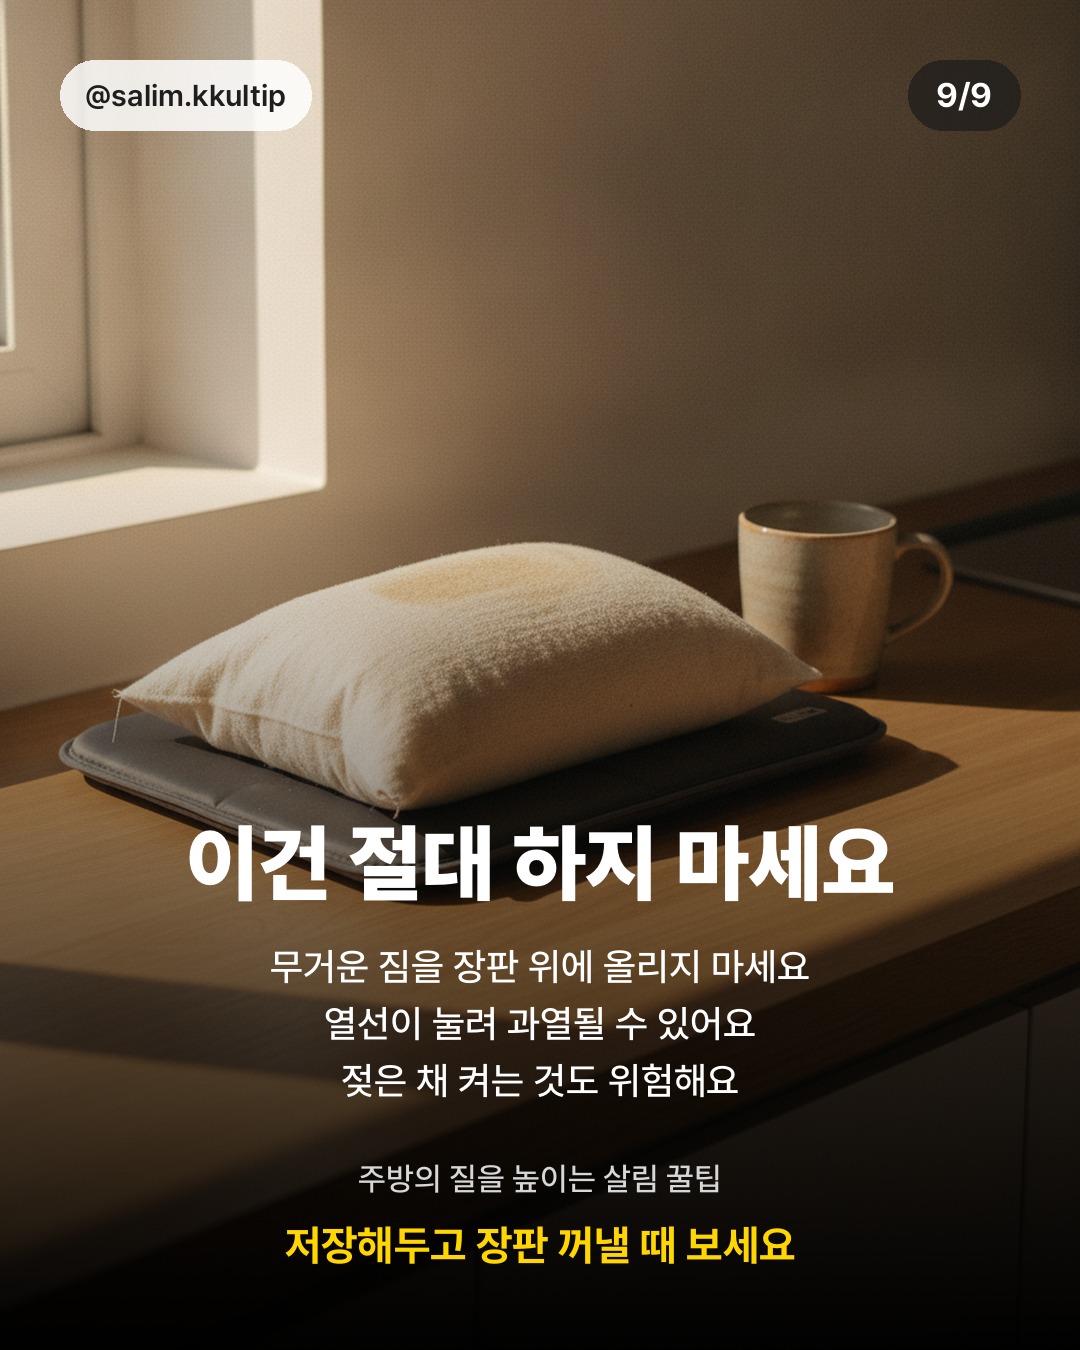 @salim.kkultip
9/9
이건 절대 하지 마세요
무거운 짐을 장판 위에 올리지 마세요
열선이 눌려 과열될 수 있어요
젖은 채 켜는 것도 위험해요
주방의 질을 높이는 살림 꿀팁
저장해두고 장판 꺼낼 때 보세요